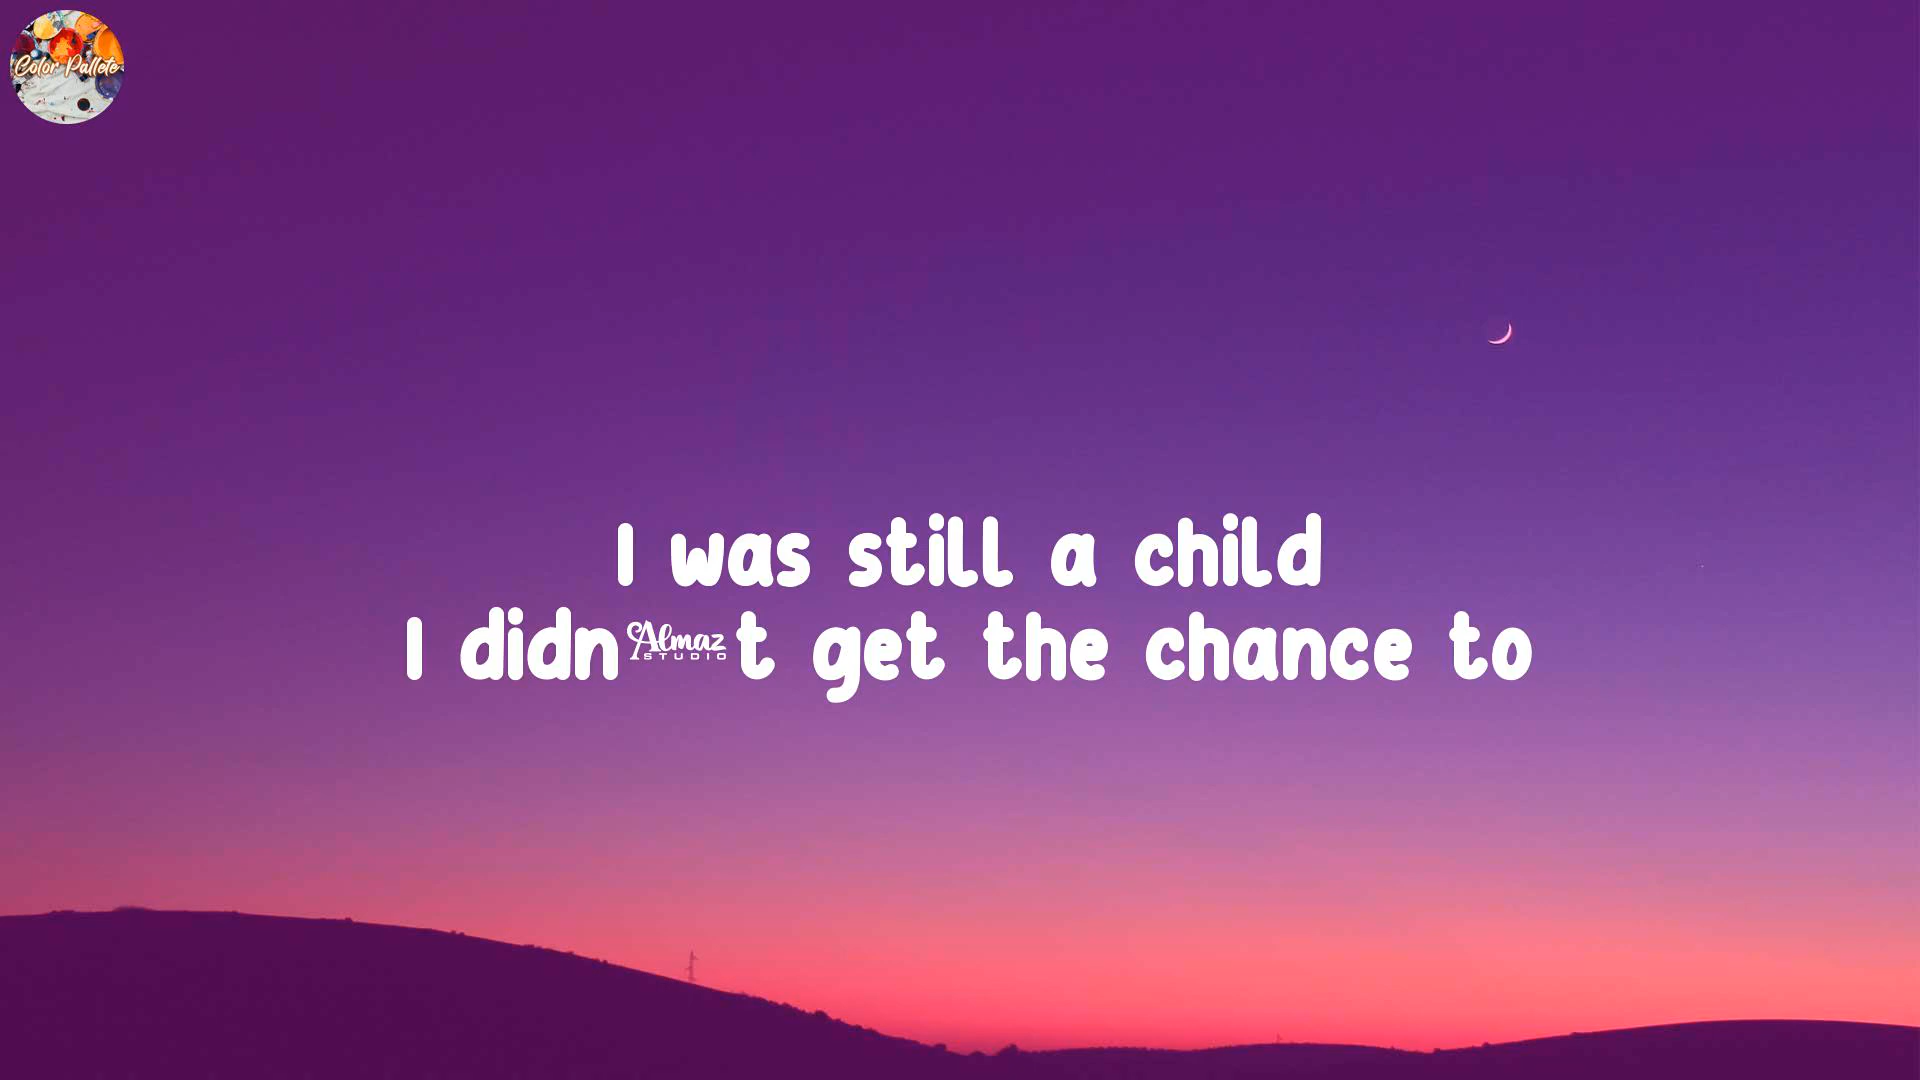 Color Pallete
I was still a child
I didn Almaz STUDIO t get the chance to